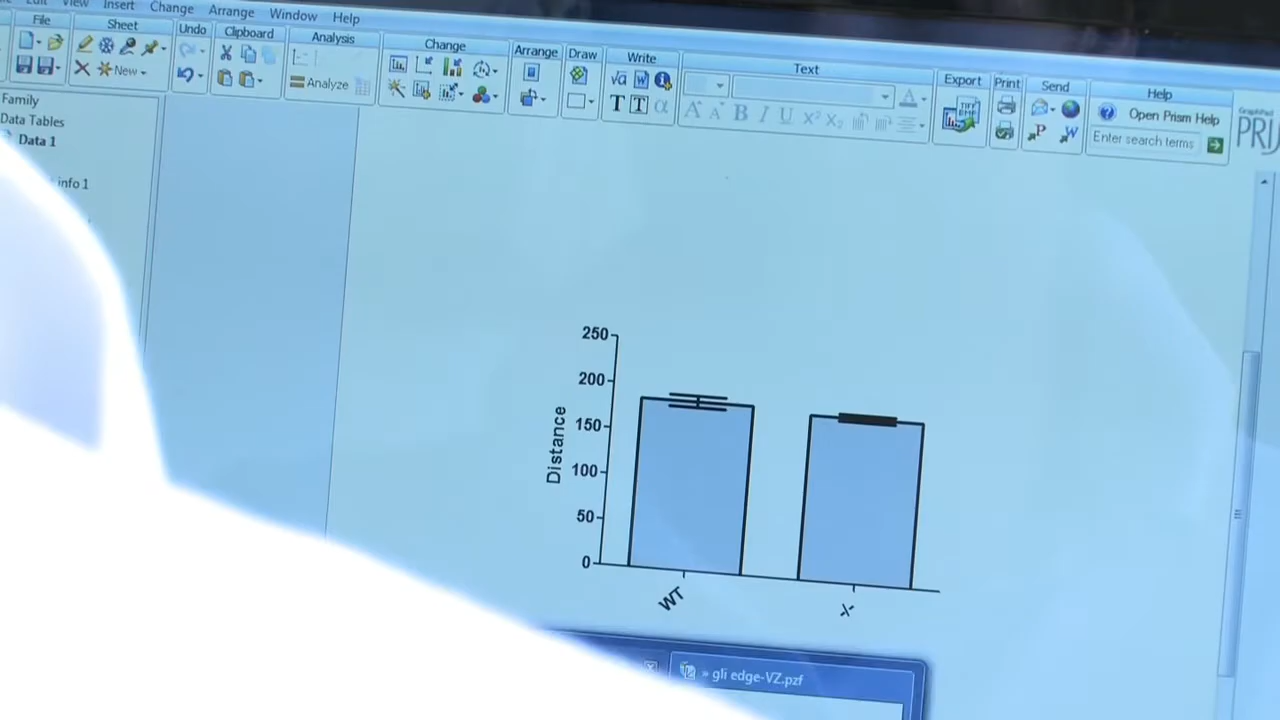 View Insert Change Arrange Window Help
File Sheet Undo Clipboard Analysis Change Arrange Draw Write Text Export Print Send Help
New
Analyze
TIFF
Open Prism Help
Enter search terms
GraphPad
Family
Data Tables
Data 1
info 1
250
200
150
100
50
0
Distance
WT
» gli edge-VZ.pzf